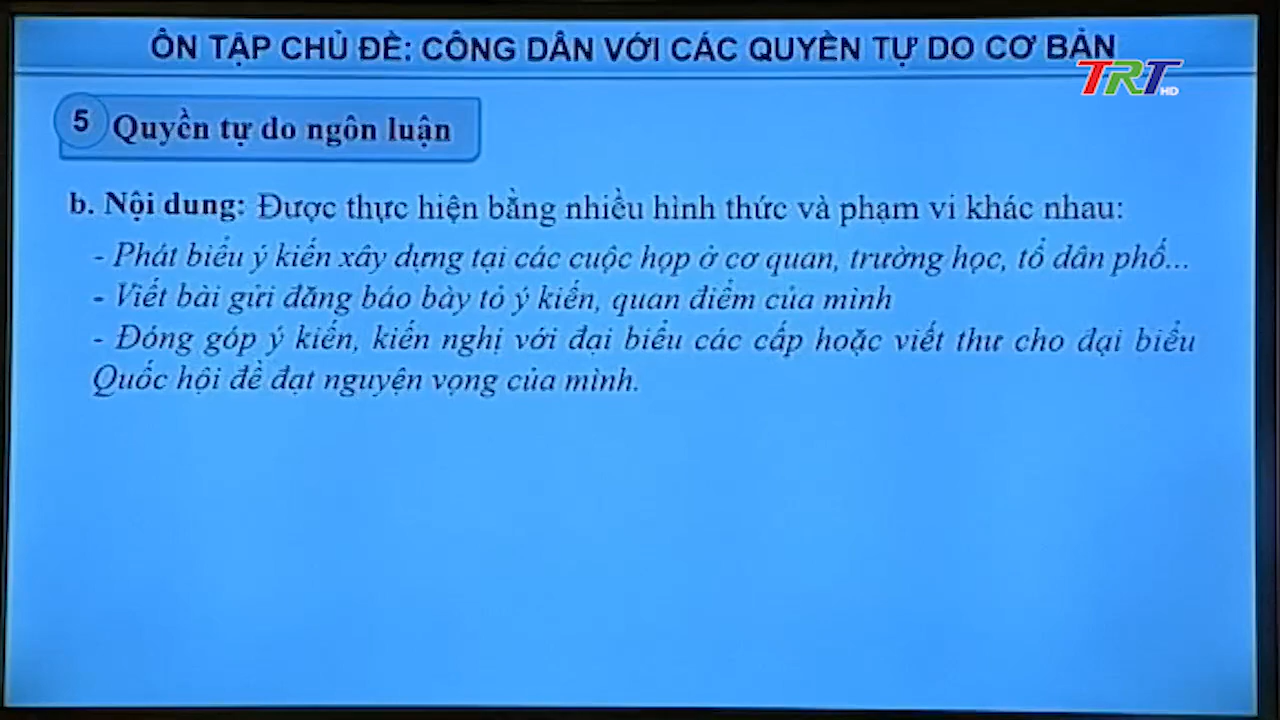 ÔN TẬP CHỦ ĐỀ: CÔNG DÂN VỚI CÁC QUYỀN TỰ DO CƠ BẢN
TRT HD
5 Quyền tự do ngôn luận
b. Nội dung: Được thực hiện bằng nhiều hình thức và phạm vi khác nhau:
- Phát biểu ý kiến xây dựng tại các cuộc họp ở cơ quan, trường học, tổ dân phố...
- Viết bài gửi đăng báo bày tỏ ý kiến, quan điểm của mình
- Đóng góp ý kiến, kiến nghị với đại biểu các cấp hoặc viết thư cho đại biểu
Quốc hội đề đạt nguyện vọng của mình.